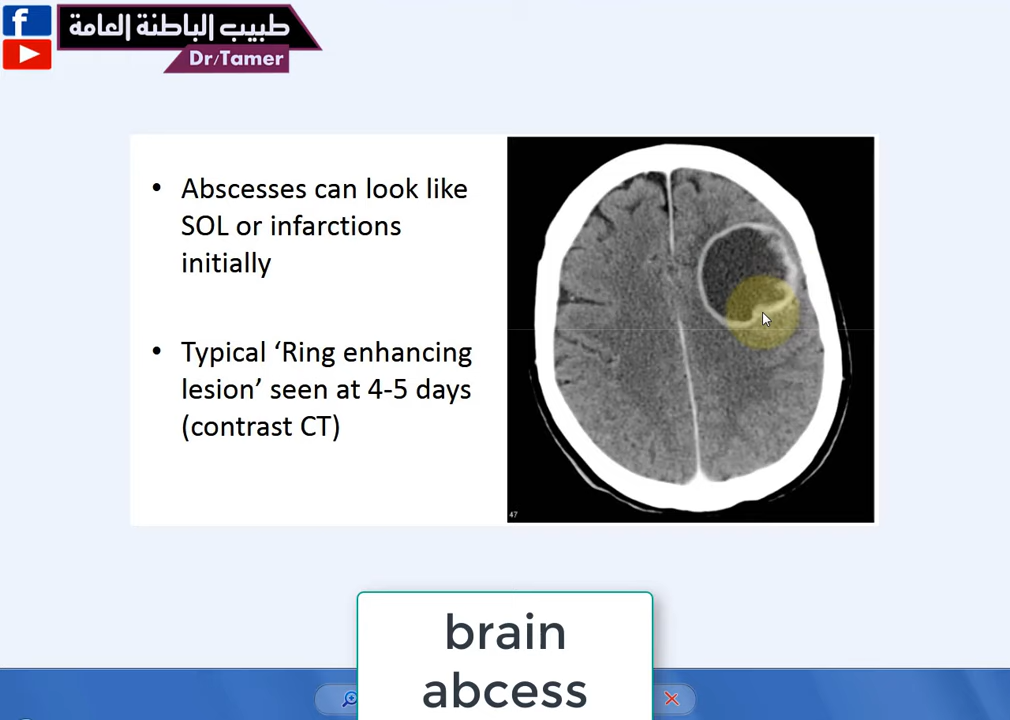 f
طبيب الباطنة العامة
Dr/Tamer
• Abscesses can look like
SOL or infarctions
initially
• Typical ‘Ring enhancing
lesion’ seen at 4-5 days
(contrast CT)
47
brain
abcess